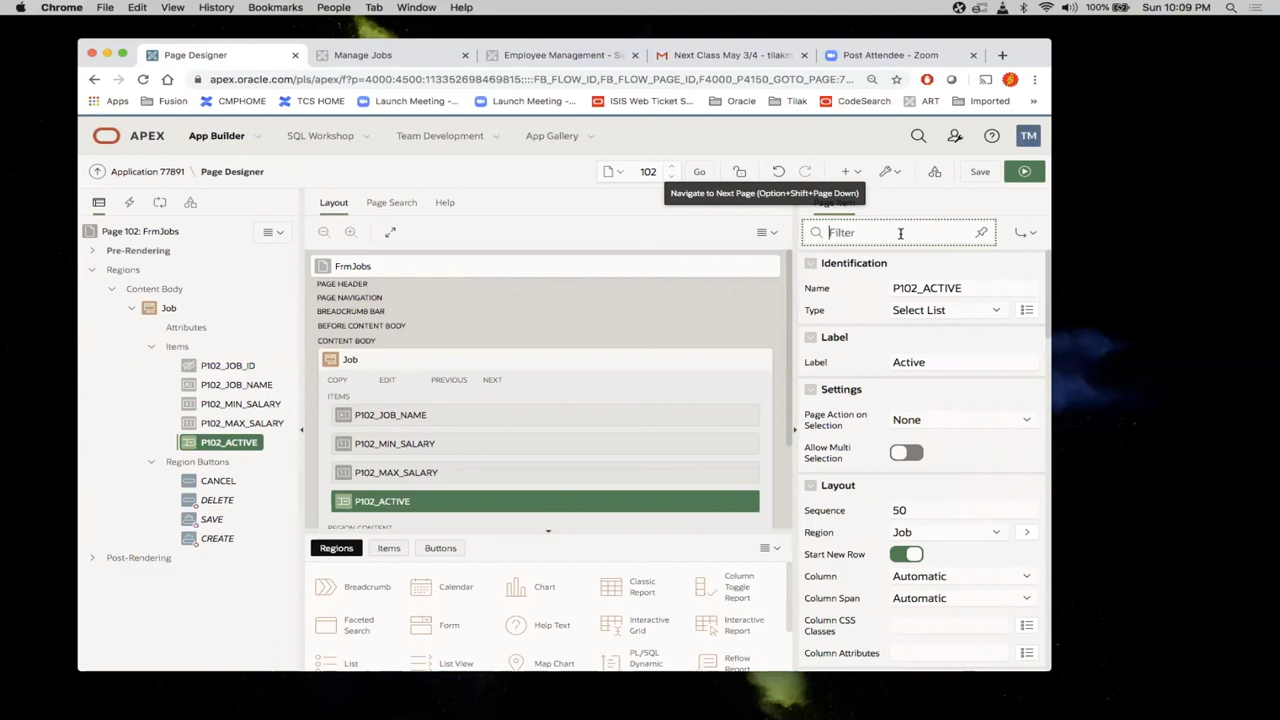 Chrome File Edit View History Bookmarks People Tab Window Help 100% Sun 10:09 PM
Page Designer Manage Jobs Employee Management - Si Next Class May 3/4 - tilakm Post Attendee - Zoom
apex.oracle.com/pls/apex/f?p=4000:4500:113352698469815::::FB_FLOW_ID,FB_FLOW_PAGE_ID,F4000_P4150_GOTO_PAGE:7...
Apps Fusion CMPHOME TCS HOME Launch Meeting -... Launch Meeting -... ISIS Web Ticket S... Oracle Tilak CodeSearch ART Imported »
APEX App Builder SQL Workshop Team Development App Gallery TM
Application 77891 Page Designer 102 Go Save
Navigate to Next Page (Option+Shift+Page Down)
Layout Page Search Help Page Item
Page 102: FrmJobs
Pre-Rendering
Regions
Content Body
Job
Attributes
Items
P102_JOB_ID
P102_JOB_NAME
P102_MIN_SALARY
P102_MAX_SALARY
P102_ACTIVE
Region Buttons
CANCEL
DELETE
SAVE
CREATE
Post-Rendering
FrmJobs
PAGE HEADER
PAGE NAVIGATION
BREADCRUMB BAR
BEFORE CONTENT BODY
CONTENT BODY
Job
COPY EDIT PREVIOUS NEXT
ITEMS
P102_JOB_NAME
P102_MIN_SALARY
P102_MAX_SALARY
P102_ACTIVE
REGION CONTENT
Regions Items Buttons
Breadcrumb Calendar Chart Classic Report Column Toggle Report
Faceted Search Form Help Text Interactive Grid Interactive Report
List List View Map Chart PL/SQL Dynamic Reflow Report
Filter
Identification
Name P102_ACTIVE
Type Select List
Label
Label Active
Settings
Page Action on Selection None
Allow Multi Selection
Layout
Sequence 50
Region Job
Start New Row
Column Automatic
Column Span Automatic
Column CSS Classes
Column Attributes